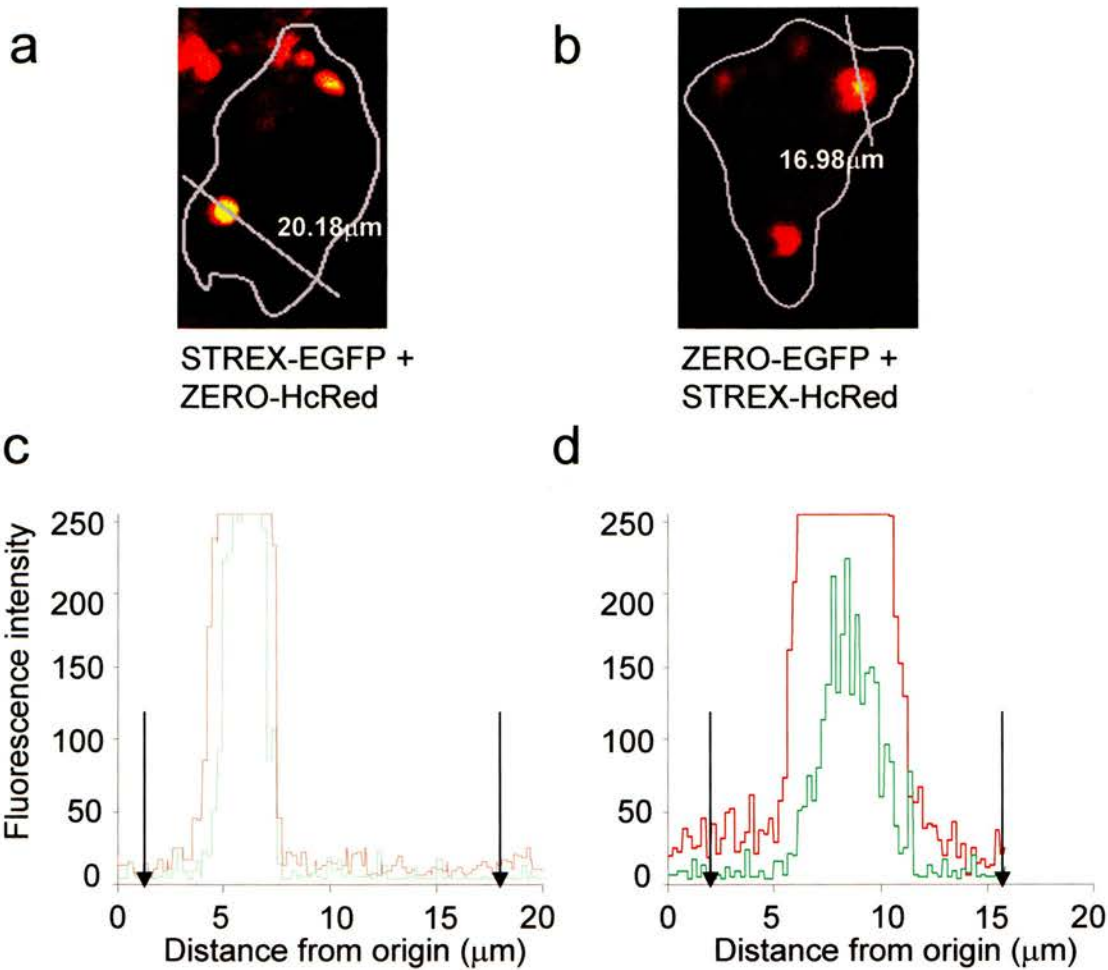 a
b
20.18μm
16.98μm
STREX-EGFP +
ZERO-HcRed
ZERO-EGFP +
STREX-HcRed
c
d
Fluorescence intensity
250
200
150
100
50
0
0 5 10 15 20
Distance from origin (μm)
250
200
150
100
50
0
0 5 10 15 20
Distance from origin (μm)